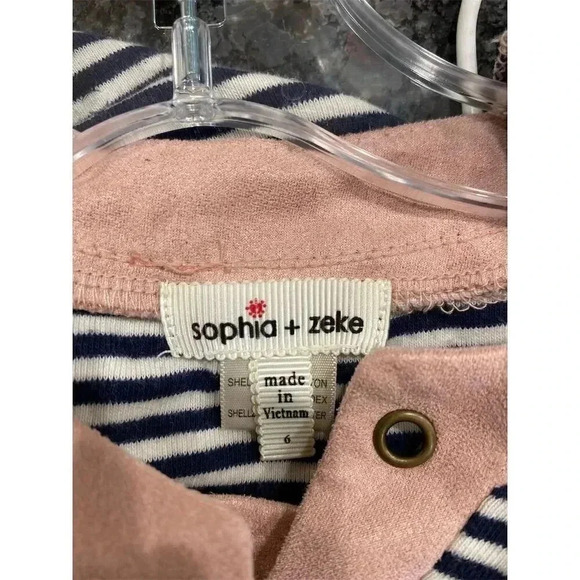 sophia + zeke
made
in
Vietnam
6